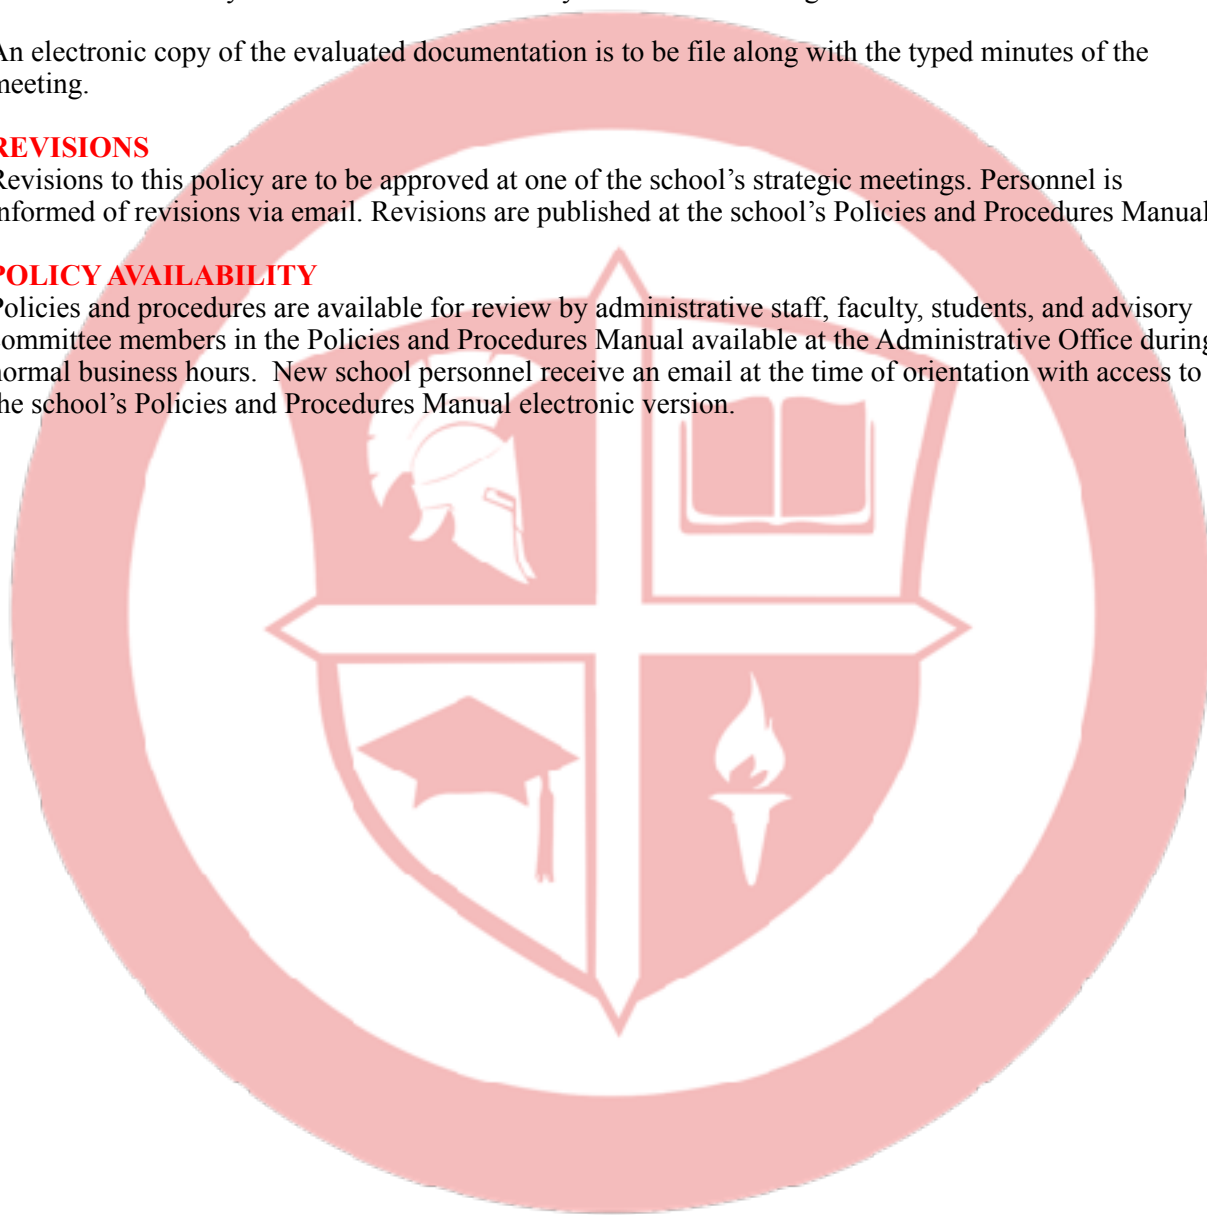 An electronic copy of the evaluated documentation is to be file along with the typed minutes of the
meeting.
REVISIONS
Revisions to this policy are to be approved at one of the school’s strategic meetings. Personnel is
informed of revisions via email. Revisions are published at the school’s Policies and Procedures Manual
POLICY AVAILABILITY
Policies and procedures are available for review by administrative staff, faculty, students, and advisory
committee members in the Policies and Procedures Manual available at the Administrative Office during
normal business hours.  New school personnel receive an email at the time of orientation with access to
the school’s Policies and Procedures Manual electronic version.